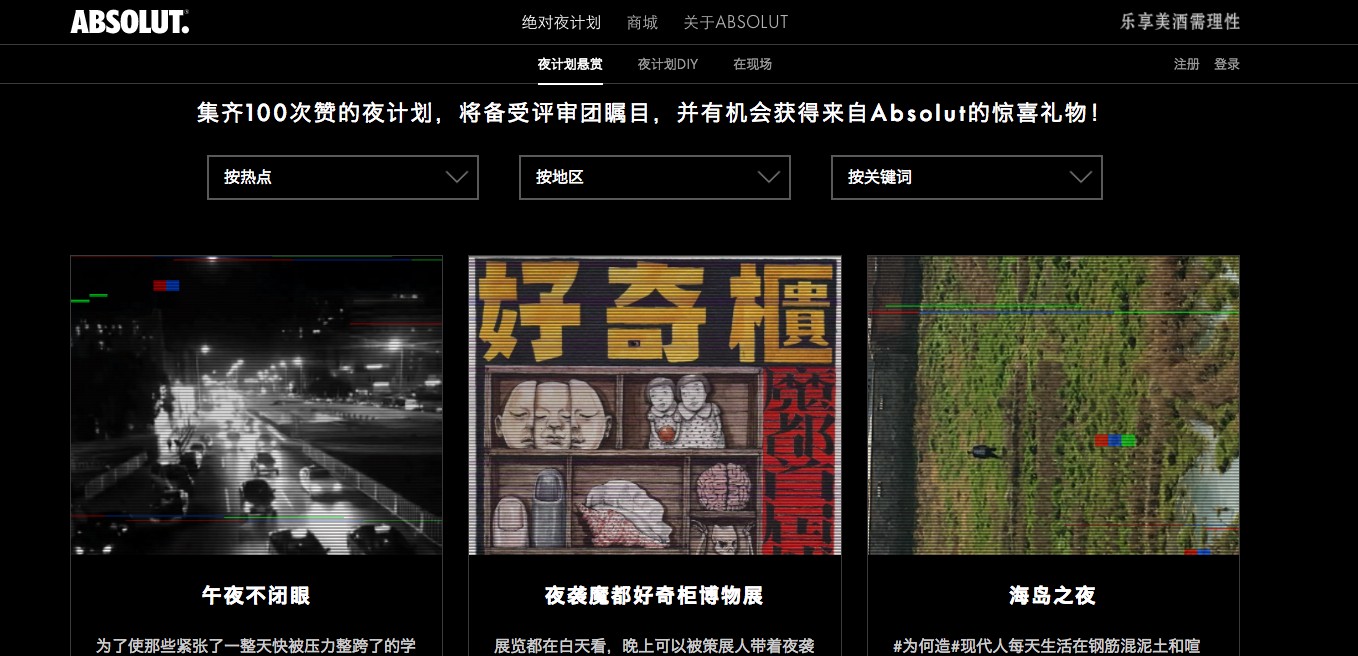 ABSOLUT.
绝对夜计划 商城 关于ABSOLUT
乐享美酒需理性
夜计划悬赏 夜计划DIY 在现场
注册 登录
集齐100次赞的夜计划，将备受评审团瞩目，并有机会获得来自Absolut的惊喜礼物！
按热点 按地区 按关键词
好奇櫃
魔都
午夜不闭眼
夜袭魔都好奇柜博物展
海岛之夜
为了使那些紧张了一整天快被压力整跨了的学
展览都在白天看，晚上可以被策展人带着夜袭
#为何造#现代人每天生活在钢筋混泥土和喧